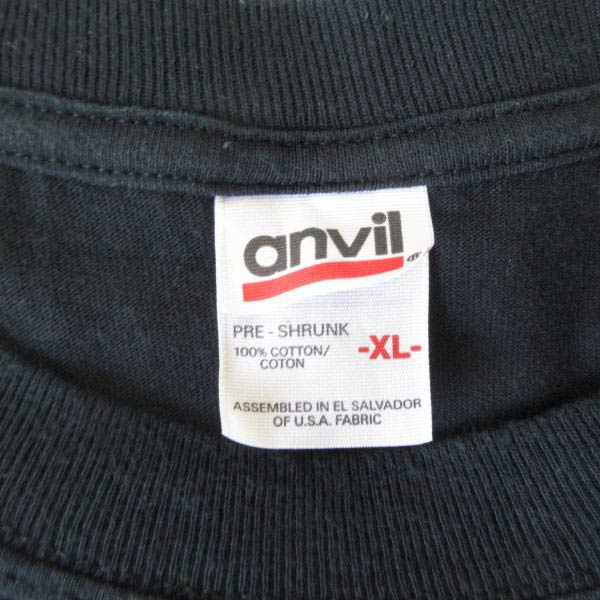 anvil®
PRE - SHRUNK
100% COTTON/
COTON
-XL-
ASSEMBLED IN EL SALVADOR
OF U.S.A. FABRIC